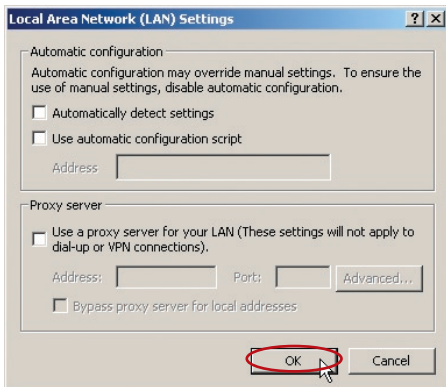 Local Area Network (LAN) Settings
Automatic configuration
Automatic configuration may override manual settings. To ensure the
use of manual settings, disable automatic configuration.
Automatically detect settings
Use automatic configuration script
Address
Proxy server
Use a proxy server for your LAN (These settings will not apply to
dial-up or VPN connections).
Address: Port: Advanced...
Bypass proxy server for local addresses
OK Cancel